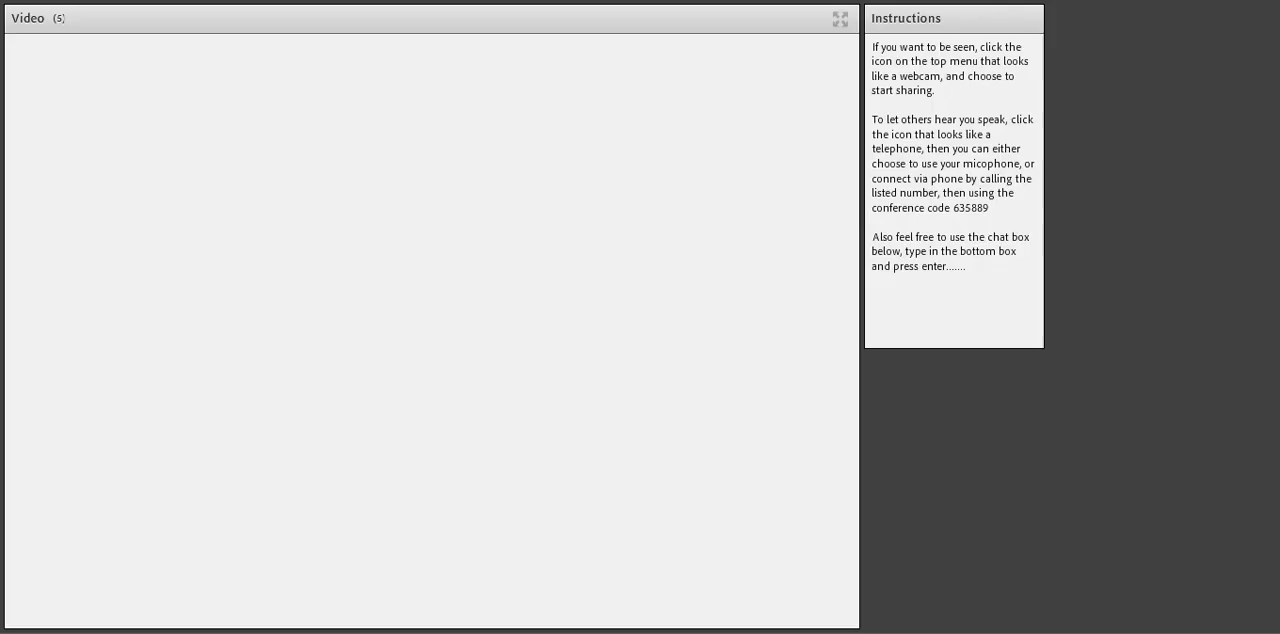 Video (5)
Instructions
If you want to be seen, click the
icon on the top menu that looks
like a webcam, and choose to
start sharing.
To let others hear you speak, click
the icon that looks like a
telephone, then you can either
choose to use your micophone, or
connect via phone by calling the
listed number, then using the
conference code 635889
Also feel free to use the chat box
below, type in the bottom box
and press enter.......